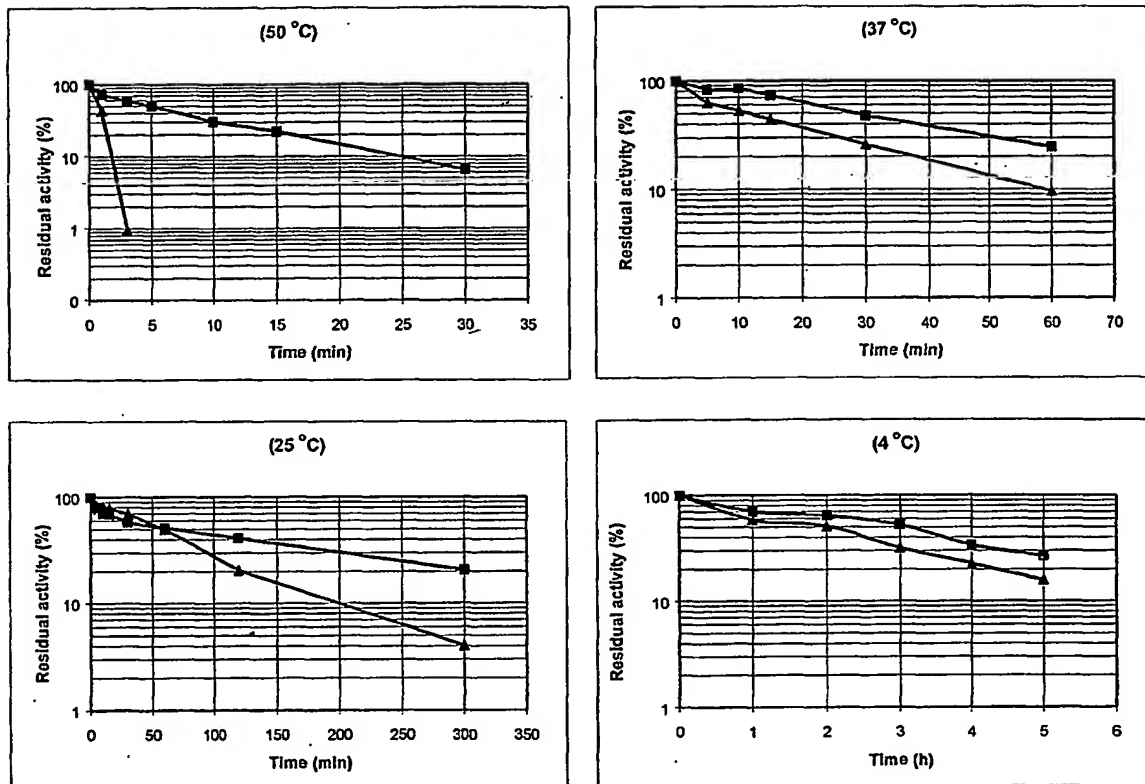 (50 °C)
Residual activity (%)
100
10
1
0
0 5 10 15 20 25 30 35
Time (min)
(37 °C)
Residual activity (%)
100
10
1
0 10 20 30 40 50 60 70
Time (min)
(25 °C)
Residual activity (%)
100
10
1
0 50 100 150 200 250 300 350
Time (min)
(4 °C)
Residual activity (%)
100
10
1
0 1 2 3 4 5 6
Time (h)